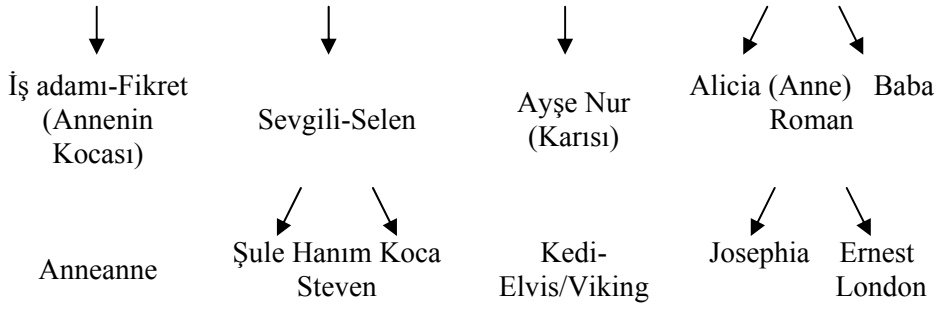 İş adamı-Fikret
(Annenin
Kocası)
Sevgili-Selen
Ayşe Nur
(Karısı)
Alicia (Anne) Baba
Roman
Anneanne
Şule Hanım Koca
Steven
Kedi-
Elvis/Viking
Josephia Ernest
London